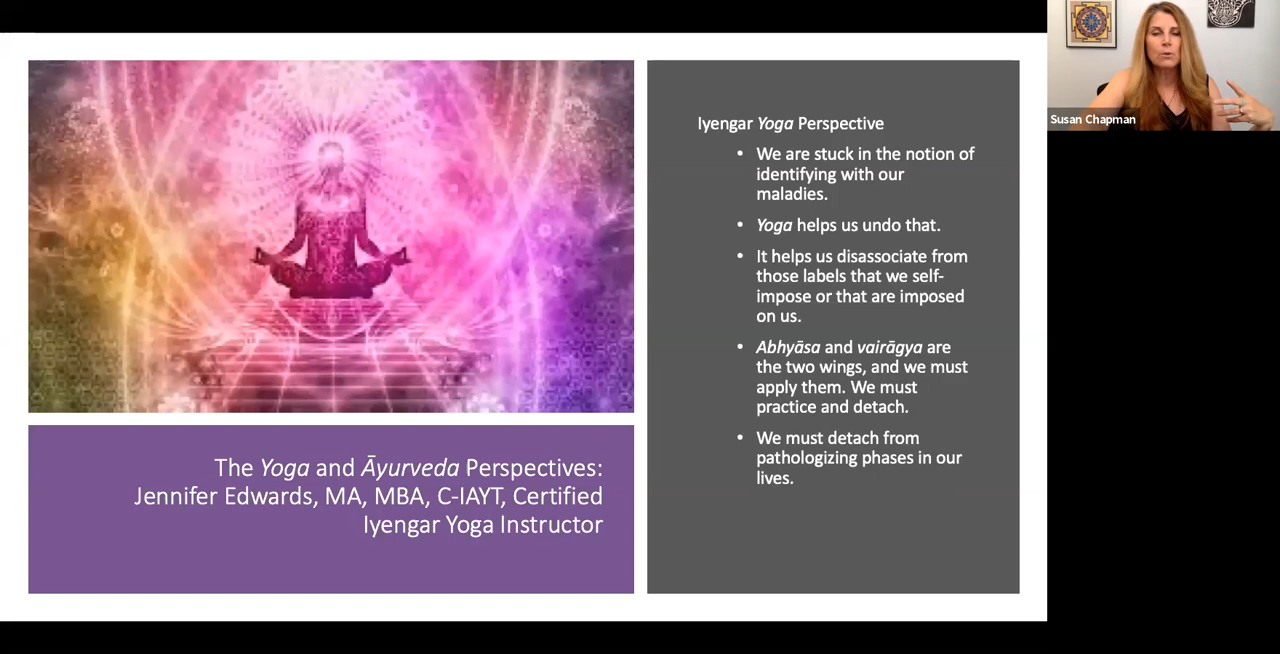 The Yoga and Āyurveda Perspectives:
Jennifer Edwards, MA, MBA, C-IAYT, Certified
Iyengar Yoga Instructor
Iyengar Yoga Perspective
• We are stuck in the notion of
identifying with our
maladies.
• Yoga helps us undo that.
• It helps us disassociate from
those labels that we self-
impose or that are imposed
on us.
• Abhyāsa and vairāgya are
the two wings, and we must
apply them. We must
practice and detach.
• We must detach from
pathologizing phases in our
lives.
Susan Chapman